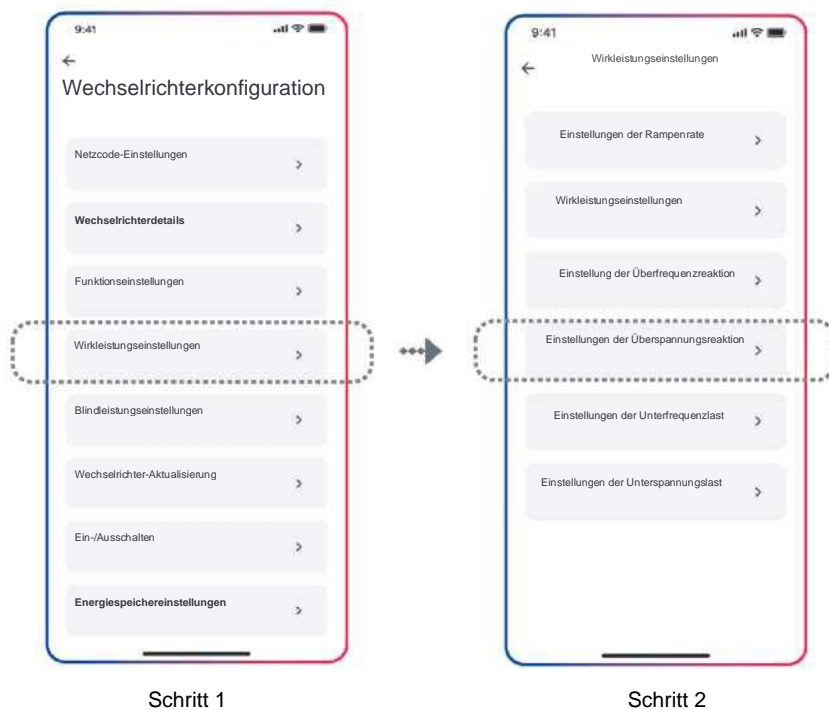 9:41
Wechselrichterkonfiguration
Netzcode-Einstellungen
Wechselrichterdetails
Funktionseinstellungen
Wirkleistungseinstellungen
Blindleistungseinstellungen
Wechselrichter-Aktualisierung
Ein-/Ausschalten
Energiespeichereinstellungen
Schritt 1
9:41
Wirkleistungseinstellungen
Einstellungen der Rampenrate
Wirkleistungseinstellungen
Einstellung der Überfrequenzreaktion
Einstellungen der Überspannungsreaktion
Einstellungen der Unterfrequenzlast
Einstellungen der Unterspannungslast
Schritt 2